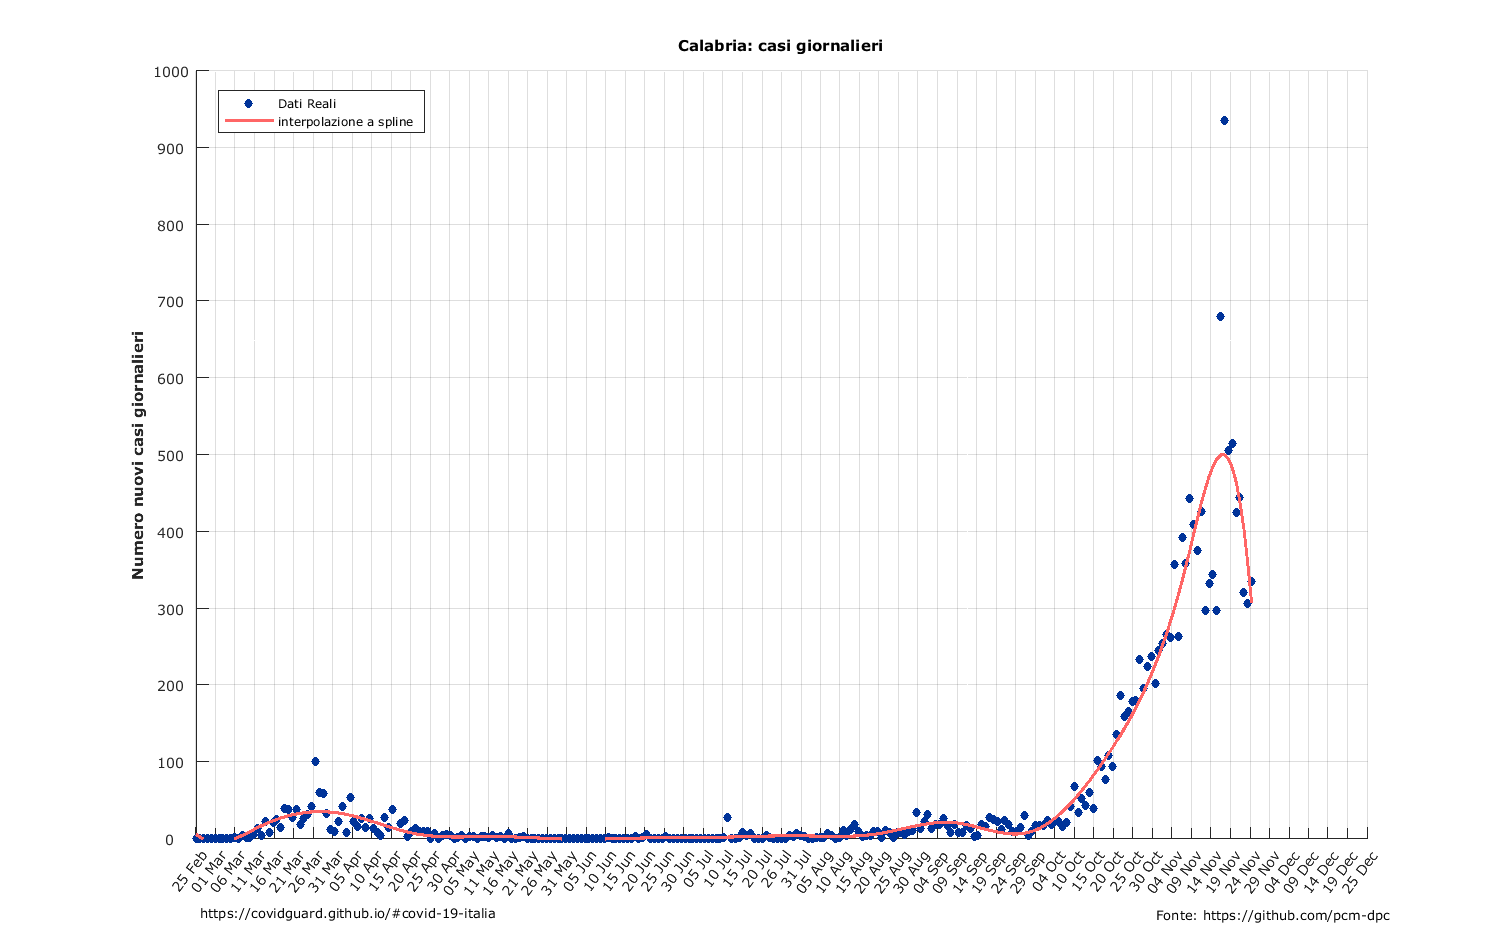 Calabria: casi giornalieri
Dati Reali
interpolazione a spline
Numero nuovi casi giornalieri
1000
900
800
700
600
500
400
300
200
100
0
25 Feb
01 Mar
06 Mar
11 Mar
16 Mar
21 Mar
26 Mar
31 Mar
05 Apr
10 Apr
15 Apr
20 Apr
25 Apr
30 Apr
05 May
11 May
16 May
21 May
26 May
31 May
05 Jun
10 Jun
15 Jun
20 Jun
25 Jun
30 Jun
05 Jul
10 Jul
15 Jul
20 Jul
26 Jul
31 Jul
05 Aug
10 Aug
15 Aug
20 Aug
25 Aug
30 Aug
04 Sep
09 Sep
14 Sep
19 Sep
24 Sep
29 Sep
04 Oct
10 Oct
15 Oct
20 Oct
25 Oct
30 Oct
04 Nov
09 Nov
14 Nov
19 Nov
24 Nov
29 Nov
04 Dec
09 Dec
14 Dec
19 Dec
25 Dec
https://covidguard.github.io/#covid-19-italia
Fonte: https://github.com/pcm-dpc